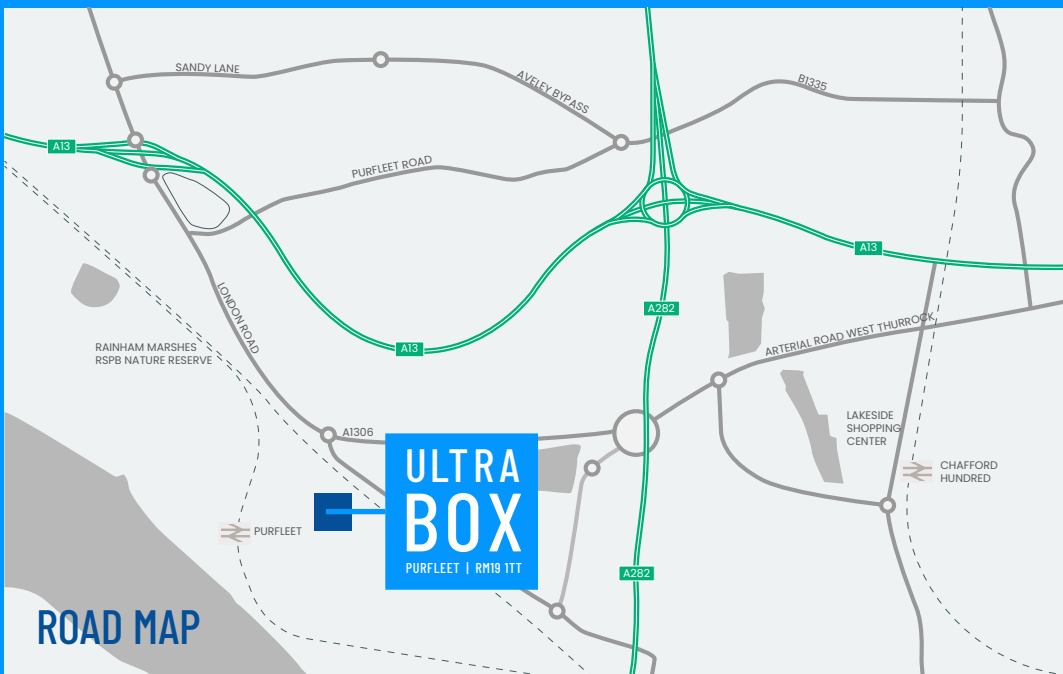 SANDY LANE
AVELEY BYPASS
B1335
A13
PURFLEET ROAD
A13
LONDON ROAD
A282
ARTERIAL ROAD WEST THURROCK
RAINHAM MARSHES
RSPB NATURE RESERVE
A13
A1306
LAKESIDE
SHOPPING
CENTER
ULTRA
BOX
PURFLEET | RM19 1TT
CHAFFORD
HUNDRED
PURFLEET
A282
ROAD MAP